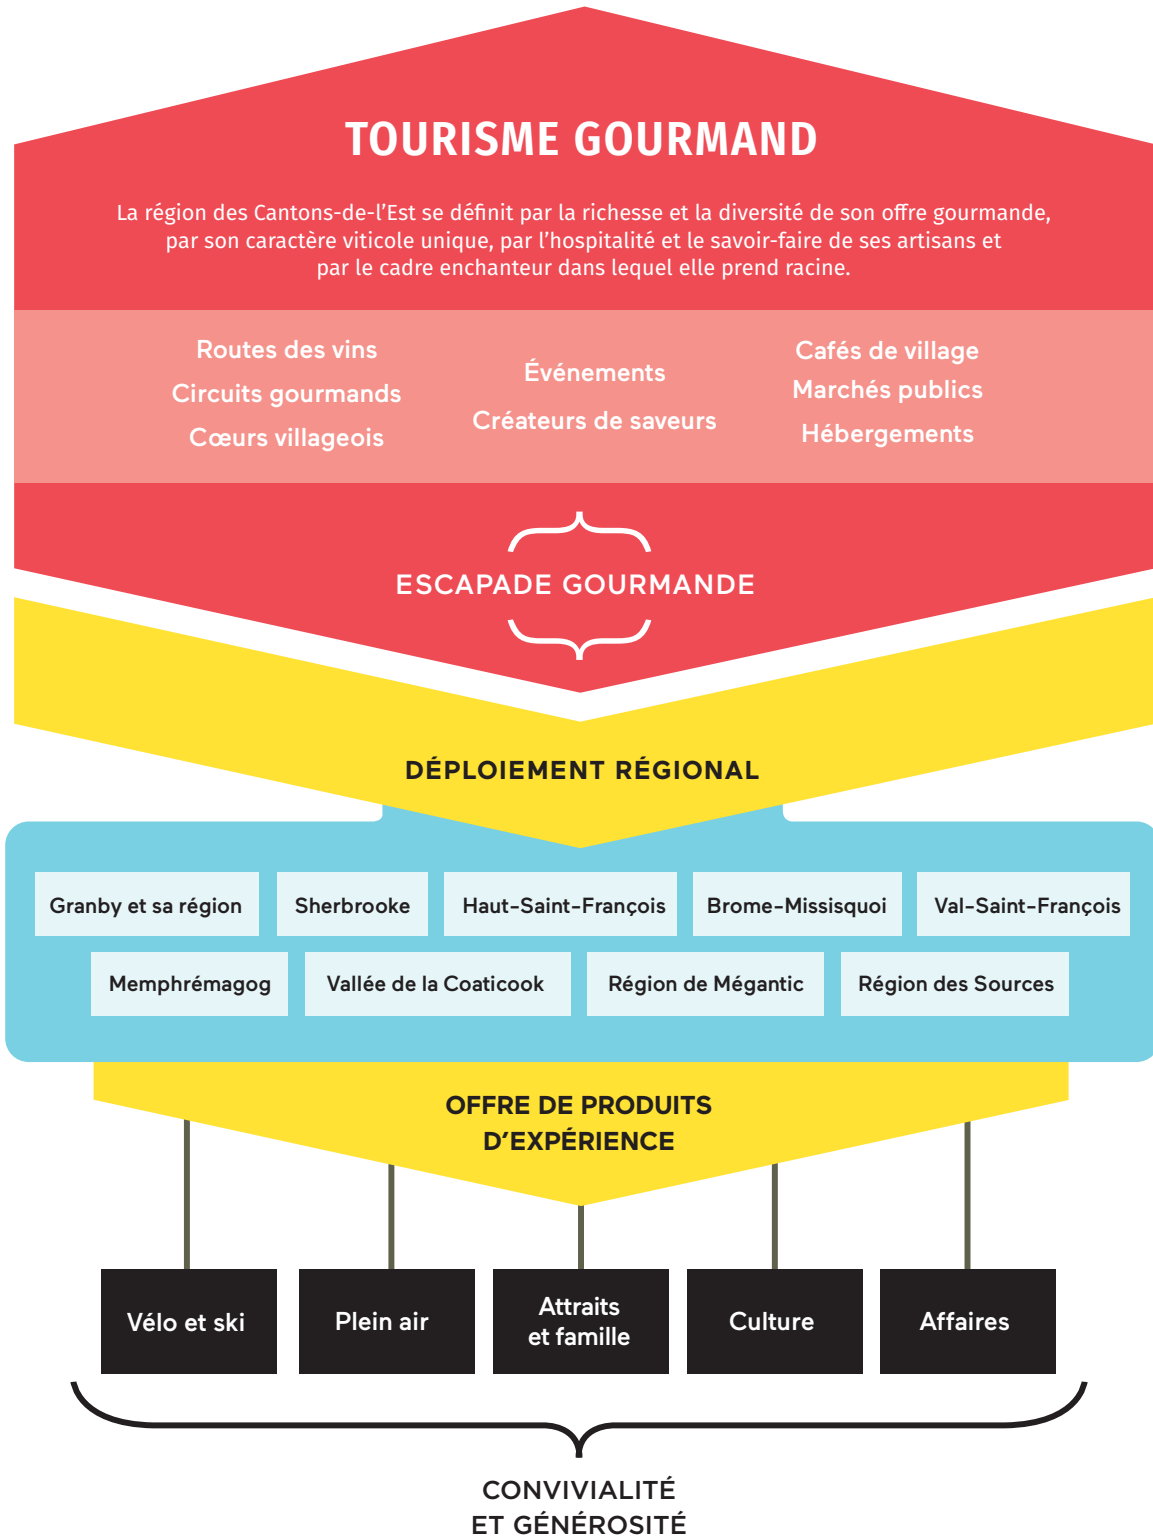 TOURISME GOURMAND
La région des Cantons-de-l’Est se définit par la richesse et la diversité de son offre gourmande,
par son caractère viticole unique, par l’hospitalité et le savoir-faire de ses artisans et
par le cadre enchanteur dans lequel elle prend racine.
Routes des vins
Circuits gourmands
Cœurs villageois
Événements
Créateurs de saveurs
Cafés de village
Marchés publics
Hébergements
ESCAPADE GOURMANDE
DÉPLOIEMENT RÉGIONAL
Granby et sa région
Sherbrooke
Haut-Saint-François
Brome-Missisquoi
Val-Saint-François
Memphrémagog
Vallée de la Coaticook
Région de Mégantic
Région des Sources
OFFRE DE PRODUITS
D’EXPÉRIENCE
Vélo et ski
Plein air
Attraits
et famille
Culture
Affaires
CONVIVIALITÉ
ET GÉNÉROSITÉ